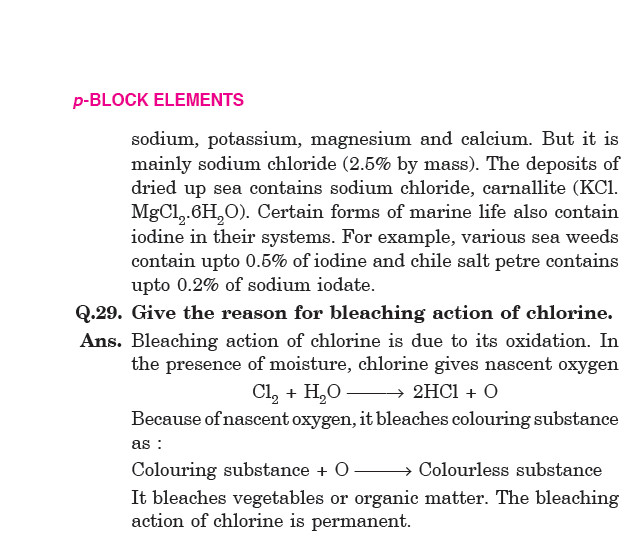 p-BLOCK ELEMENTS
sodium, potassium, magnesium and calcium. But it is
mainly sodium chloride (2.5% by mass). The deposits of
dried up sea contains sodium chloride, carnallite (KCl.
MgCl₂.6H₂O). Certain forms of marine life also contain
iodine in their systems. For example, various sea weeds
contain upto 0.5% of iodine and chile salt petre contains
upto 0.2% of sodium iodate.
Q.29. Give the reason for bleaching action of chlorine.
Ans. Bleaching action of chlorine is due to its oxidation. In
the presence of moisture, chlorine gives nascent oxygen
Cl₂ + H₂O ⟶ 2HCl + O
Because of nascent oxygen, it bleaches colouring substance
as :
Colouring substance + O ⟶ Colourless substance
It bleaches vegetables or organic matter. The bleaching
action of chlorine is permanent.